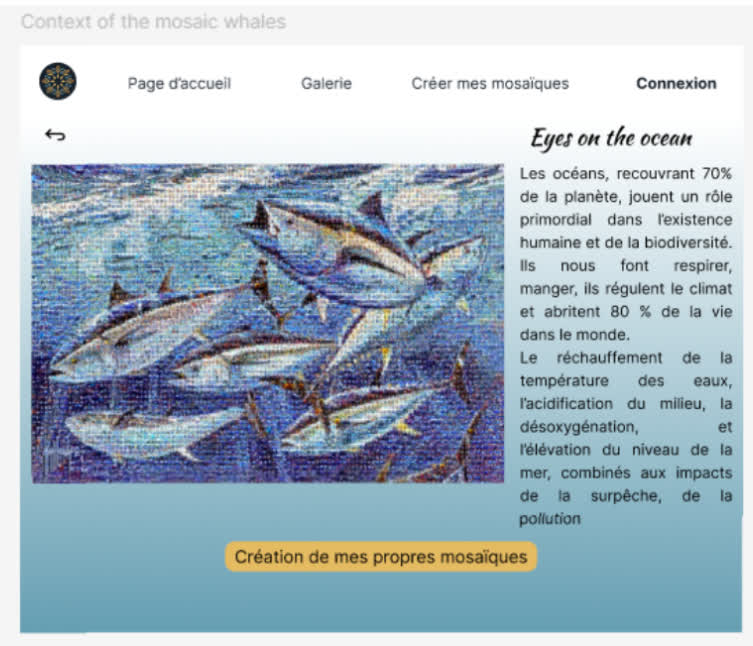 Context of the mosaic whales
Page d'accueil
Galerie
Créer mes mosaïques
Connexion
Eyes on the ocean
Les océans, recouvrant 70%
de la planète, jouent un rôle
primordial dans l'existence
humaine et de la biodiversité.
Ils nous font respirer,
manger, ils régulent le climat
et abritent 80 % de la vie
dans le monde.
Le réchauffement de la
température des eaux,
l'acidification du milieu, la
désoxygénation, et
l'élévation du niveau de la
mer, combinés aux impacts
de la surpêche, de la
pollution
Création de mes propres mosaïques